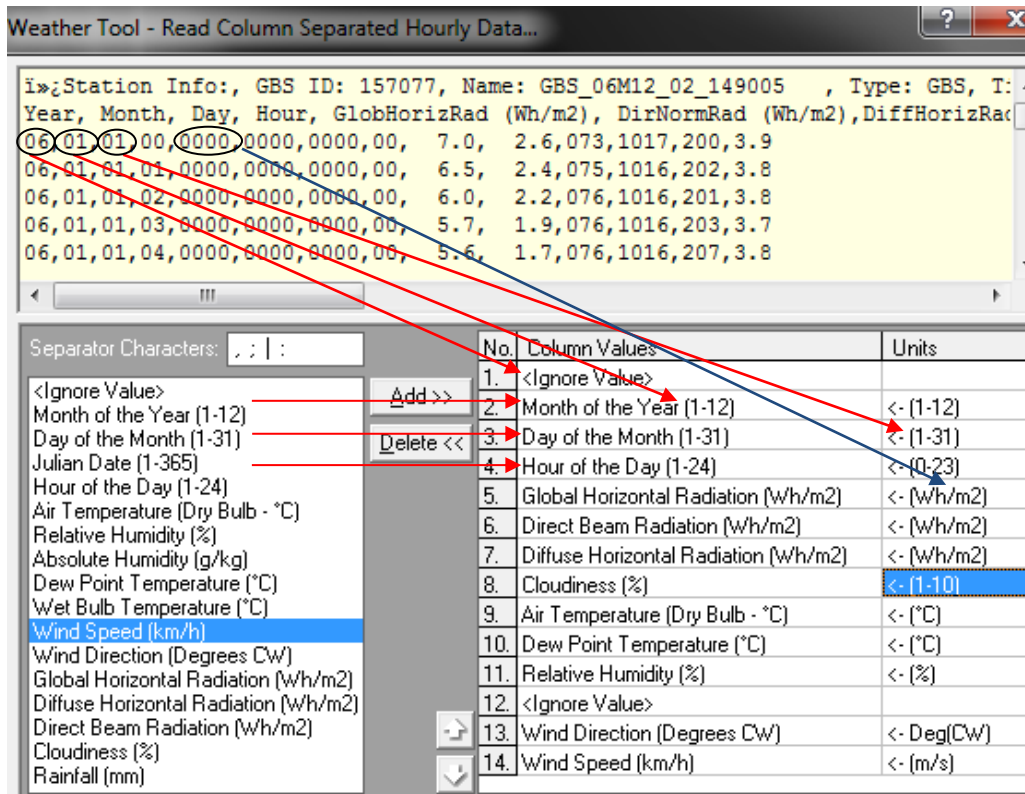 Weather Tool - Read Column Separated Hourly Data...
ï»¿Station Info:, GBS ID: 157077, Name: GBS_06M12_02_149005 , Type: GBS, Ti
Year, Month, Day, Hour, GlobHorizRad (Wh/m2), DirNormRad (Wh/m2),DiffHorizRad
06,01,01,00,0000,0000,0000,00, 7.0, 2.6,073,1017,200,3.9
06,01,01,01,0000,0000,0000,00, 6.5, 2.4,075,1016,202,3.8
06,01,01,02,0000,0000,0000,00, 6.0, 2.2,076,1016,201,3.8
06,01,01,03,0000,0000,0000,00, 5.7, 1.9,076,1016,203,3.7
06,01,01,04,0000,0000,0000,00, 5.6, 1.7,076,1016,207,3.8
Separator Characters: , ; | :
<Ignore Value>
Month of the Year (1-12)
Day of the Month (1-31)
Julian Date (1-365)
Hour of the Day (1-24)
Air Temperature (Dry Bulb - °C)
Relative Humidity (%)
Absolute Humidity (g/kg)
Dew Point Temperature (°C)
Wet Bulb Temperature (°C)
Wind Speed (km/h)
Wind Direction (Degrees CW)
Global Horizontal Radiation (Wh/m2)
Diffuse Horizontal Radiation (Wh/m2)
Direct Beam Radiation (Wh/m2)
Cloudiness (%)
Rainfall (mm)
Add >>
Delete <<
No. Column Values Units
1. <Ignore Value>
2. Month of the Year (1-12) <- (1-12)
3. Day of the Month (1-31) <- (1-31)
4. Hour of the Day (1-24) <- (0-23)
5. Global Horizontal Radiation (Wh/m2) <- (Wh/m2)
6. Direct Beam Radiation (Wh/m2) <- (Wh/m2)
7. Diffuse Horizontal Radiation (Wh/m2) <- (Wh/m2)
8. Cloudiness (%) <- (1-10)
9. Air Temperature (Dry Bulb - °C) <- (°C)
10. Dew Point Temperature (°C) <- (°C)
11. Relative Humidity (%) <- (%)
12. <Ignore Value>
13. Wind Direction (Degrees CW) <- Deg(CW)
14. Wind Speed (km/h) <- (m/s)